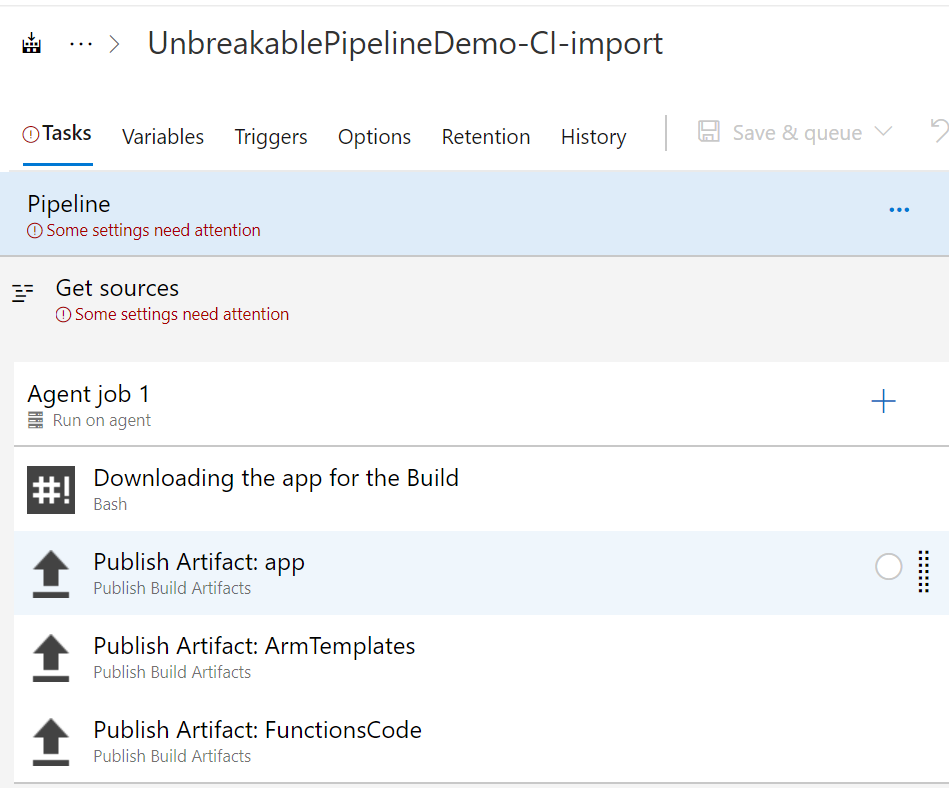 ... > UnbreakablePipelineDemo-CI-import
Tasks Variables Triggers Options Retention History Save & queue
Pipeline
Some settings need attention
Get sources
Some settings need attention
Agent job 1
Run on agent
#! Downloading the app for the Build
Bash
Publish Artifact: app
Publish Build Artifacts
Publish Artifact: ArmTemplates
Publish Build Artifacts
Publish Artifact: FunctionsCode
Publish Build Artifacts